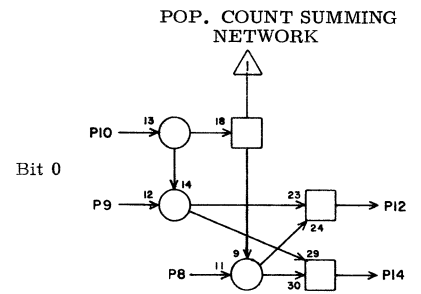 POP. COUNT SUMMING
NETWORK
1
13
18
P10
Bit 0
14
12
23
P9
P12
24
9
11
29
P8
P14
30